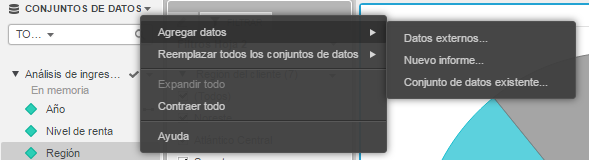 CONJUNTOS DE DATOS
TO...
Análisis de ingres...
En memoria
Año
Nivel de renta
Región
Agregar datos
Reemplazar todos los conjuntos de datos
Expandir todo
Contraer todo
Ayuda
Datos externos...
Nuevo informe...
Conjunto de datos existente...